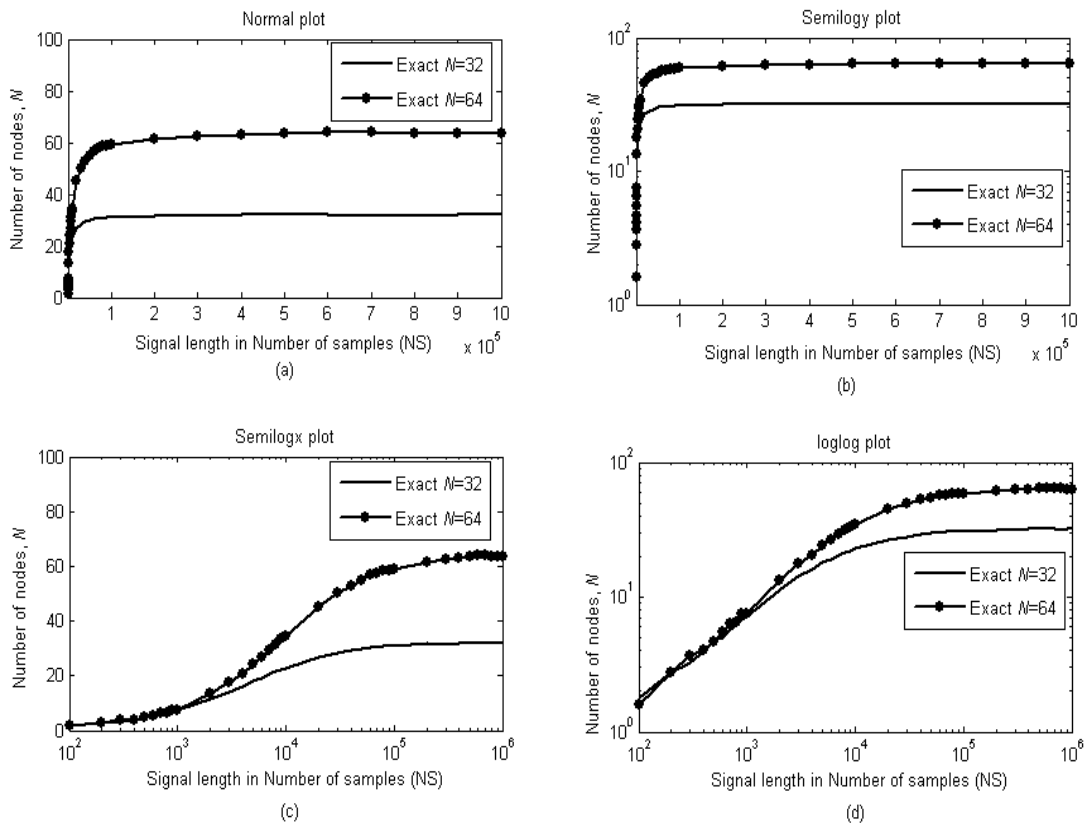 Normal plot
100
80
60
40
20
0
Number of nodes, N
Exact N=32
Exact N=64
1 2 3 4 5 6 7 8 9 10
x 10^5
Signal length in Number of samples (NS)
(a)
Semilogy plot
10^2
10^1
10^0
Number of nodes, N
Exact N=32
Exact N=64
1 2 3 4 5 6 7 8 9 10
x 10^5
Signal length in Number of samples (NS)
(b)
Semilogx plot
100
80
60
40
20
0
Number of nodes, N
Exact N=32
Exact N=64
10^2 10^3 10^4 10^5 10^6
Signal length in Number of samples (NS)
(c)
loglog plot
10^2
10^1
10^0
Number of nodes, N
Exact N=32
Exact N=64
10^2 10^3 10^4 10^5 10^6
Signal length in Number of samples (NS)
(d)